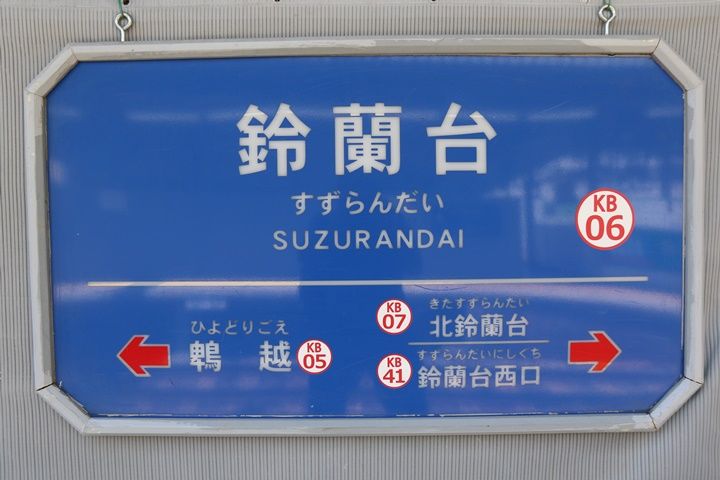 鈴蘭台
すずらんだい
SUZURANDAI
KB
06
ひよどりごえ
鵯 越
KB
05
KB
07
きたすずらんだい
北鈴蘭台
KB
41
すずらんだいにしぐち
鈴蘭台西口